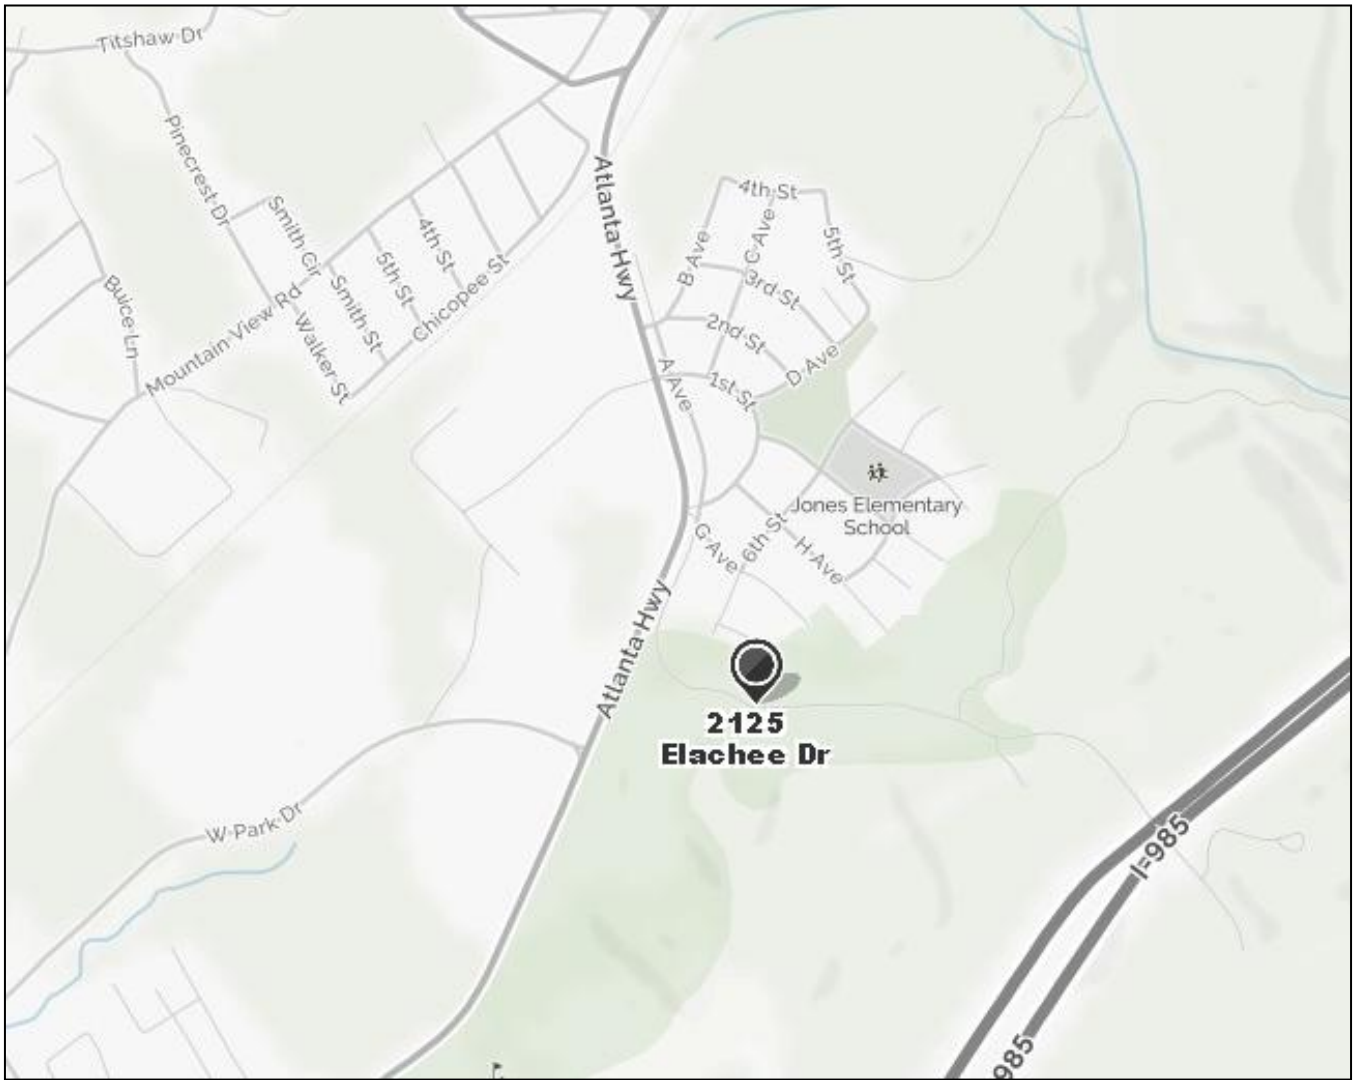 Titshaw Dr
Pinecrest Dr
Smith Cir
4th St
5th St
Smith St
Chicopee St
Buice Ln
Mountain View Rd
Walker St
Atlanta Hwy
4th St
B Ave
C Ave
5th St
3rd St
2nd St
D Ave
A Ave
1st St
Jones Elementary
School
G Ave
6th St
H Ave
Atlanta Hwy
2125
Elachee Dr
W Park Dr
I-985
985